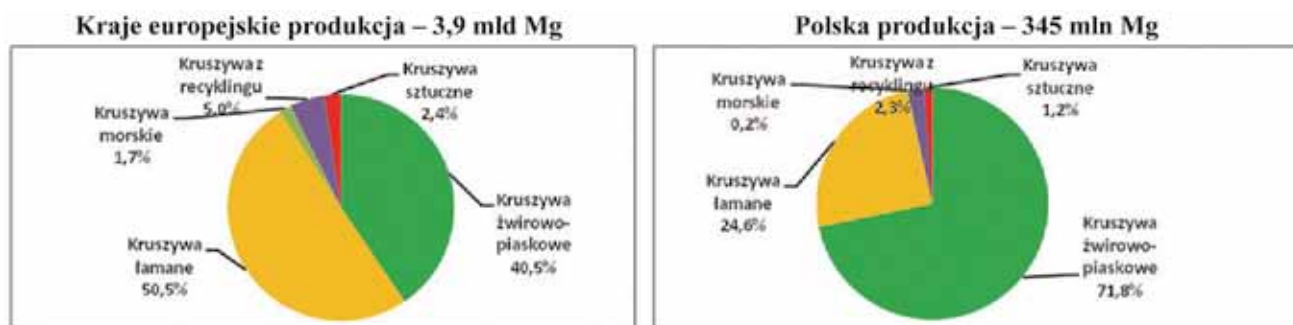 Kraje europejskie produkcja – 3,9 mld Mg
Kruszywa z
recyklingu
5,0%
Kruszywa
sztuczne
2,4%
Kruszywa
morskie
1,7%
Kruszywa
żwirowo-
piaskowe
40,5%
Kruszywa
łamane
50,5%
Polska produkcja – 345 mln Mg
Kruszywa z
recyklingu
2,3%
Kruszywa
sztuczne
1,2%
Kruszywa
morskie
0,2%
Kruszywa
łamane
24,6%
Kruszywa
żwirowo-
piaskowe
71,8%